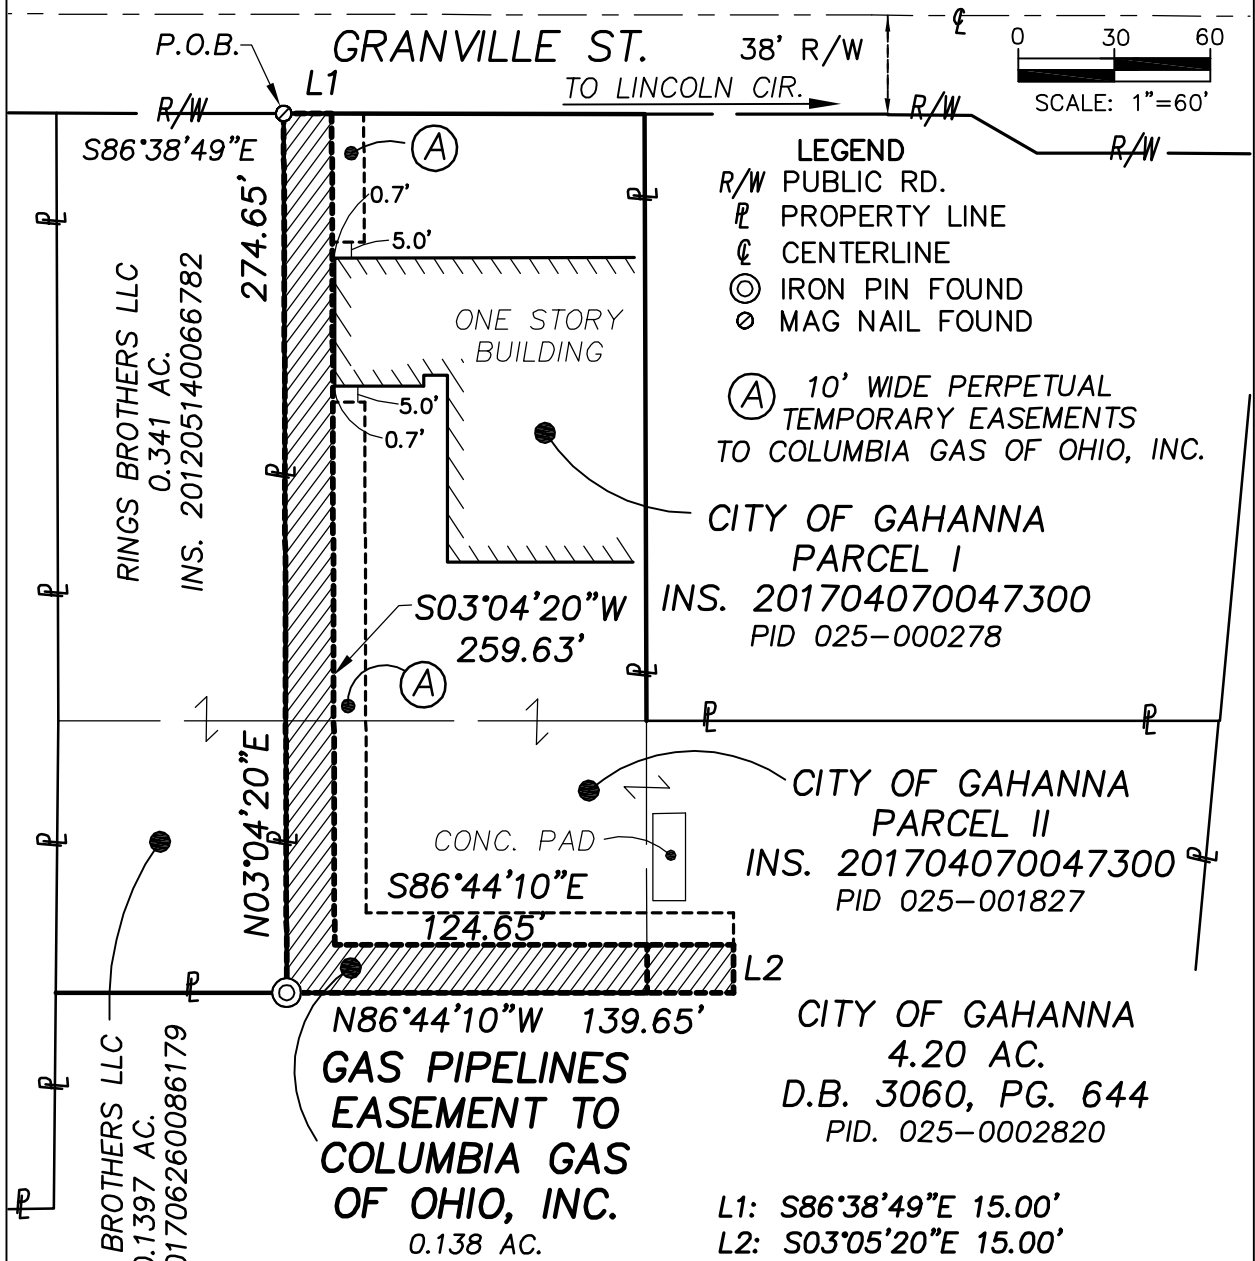 P.O.B.
GRANVILLE ST.
38' R/W
℄
0 30 60
SCALE: 1"=60'
L1
TO LINCOLN CIR.
R/W
R/W
R/W
S86°38'49"E
A
LEGEND
R/W PUBLIC RD.
℄ CENTERLINE
PROPERTY LINE
IRON PIN FOUND
MAG NAIL FOUND
274.65'
0.7'
5.0'
ONE STORY
BUILDING
5.0'
0.7'
RINGS BROTHERS LLC
0.341 AC.
INS. 201205140066782
A 10' WIDE PERPETUAL
TEMPORARY EASEMENTS
TO COLUMBIA GAS OF OHIO, INC.
CITY OF GAHANNA
PARCEL I
INS. 201704070047300
PID 025-000278
S03°04'20"W
259.63'
A
N03°04'20"E
CITY OF GAHANNA
PARCEL II
INS. 201704070047300
PID 025-001827
CONC. PAD
S86°44'10"E
124.65'
L2
N86°44'10"W 139.65'
CITY OF GAHANNA
4.20 AC.
D.B. 3060, PG. 644
PID. 025-0002820
BROTHERS LLC
0.1397 AC.
01706260086179
GAS PIPELINES
EASEMENT TO
COLUMBIA GAS
OF OHIO, INC.
0.138 AC.
L1: S86°38'49"E 15.00'
L2: S03°05'20"E 15.00'